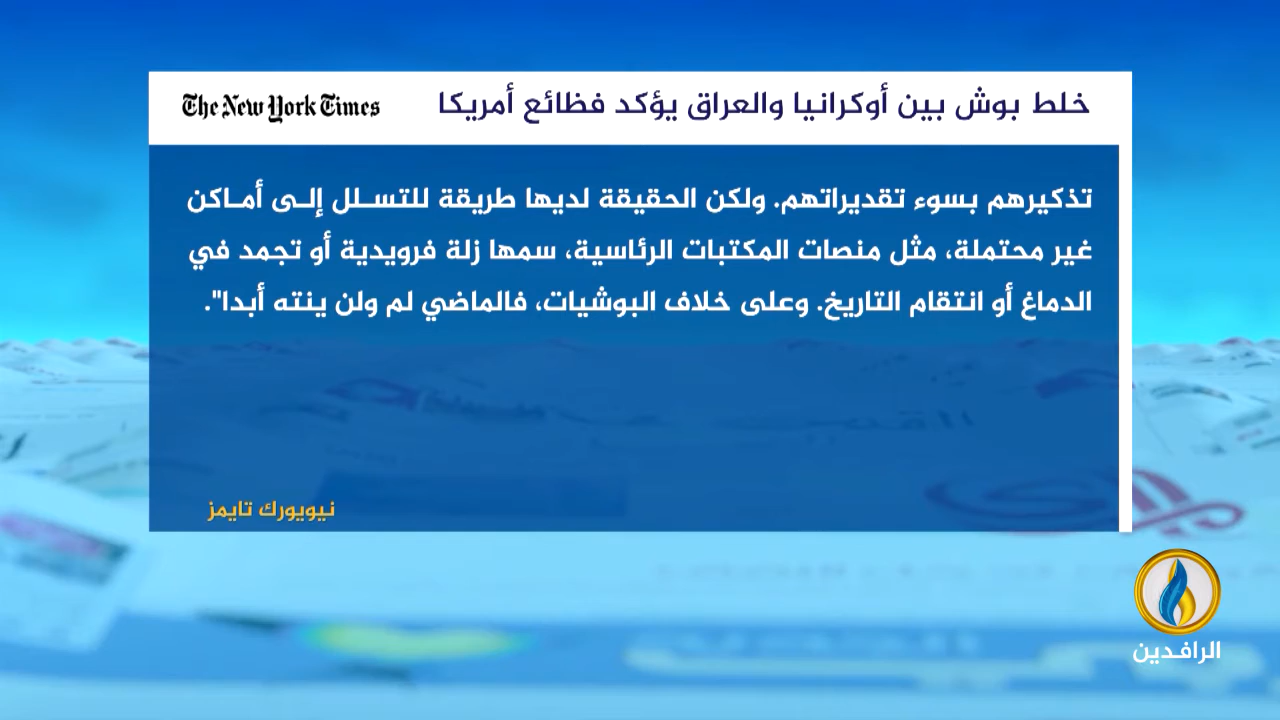 خلط بوش بين أوكرانيا والعراق يؤكد فظائع أمريكا
The New York Times
تذكيرهم بسوء تقديراتهم. ولكن الحقيقة لديها طريقة للتسلل إلى أماكن
غير محتملة، مثل منصات المكتبات الرئاسية، سمها زلة فرويدية أو تجمد في
الدماغ أو انتقام التاريخ. وعلى خلاف البوشيات، فالماضي لم ولن ينته أبدا".
نيويورك تايمز
الرافدين